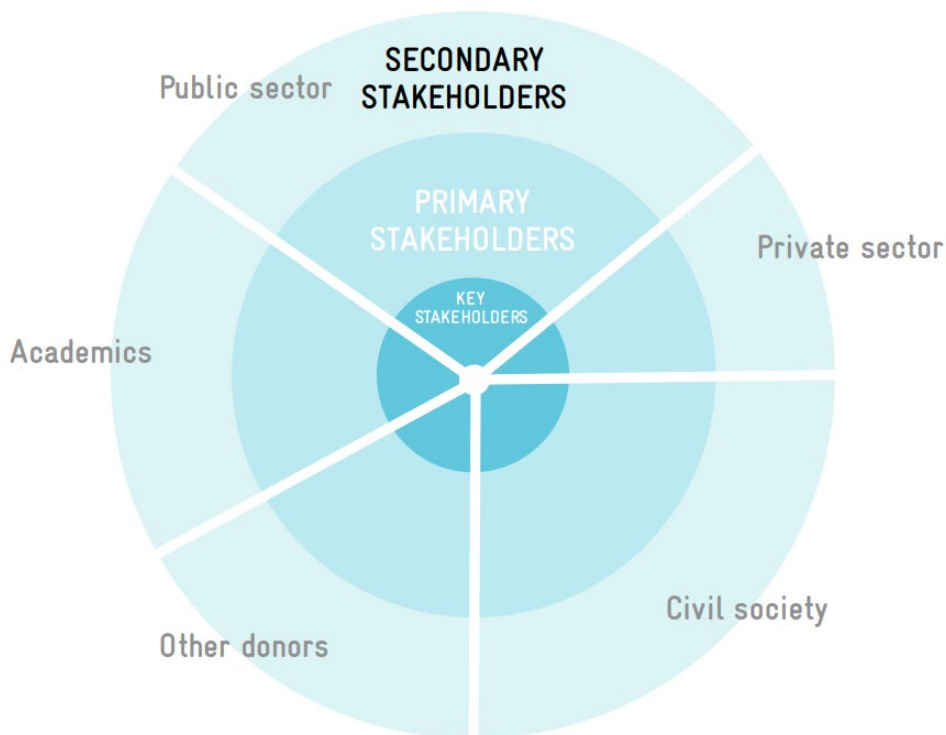 SECONDARY
STAKEHOLDERS
Public sector
PRIMARY
STAKEHOLDERS
Private sector
KEY
STAKEHOLDERS
Academics
Civil society
Other donors